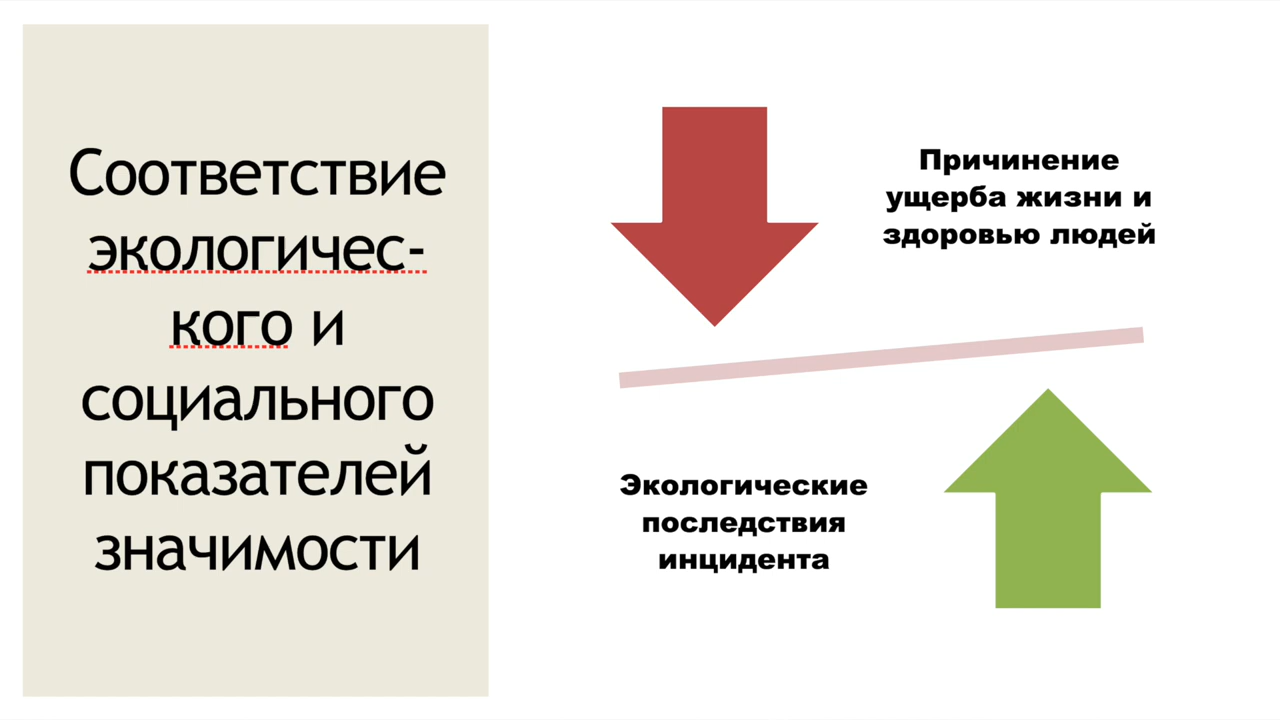 Соответствие
экологичес-
кого и
социального
показателей
значимости
Причинение
ущерба жизни и
здоровью людей
Экологические
последствия
инцидента